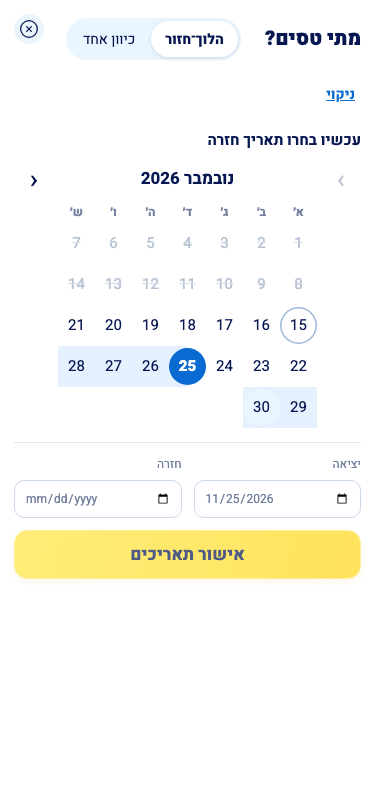 מתי טסים?
הלוך־חזור
כיוון אחד
ניקוי
עכשיו בחרו תאריך חזרה
נובמבר 2026
א׳ ב׳ ג׳ ד׳ ה׳ ו׳ ש׳
1 2 3 4 5 6 7
8 9 10 11 12 13 14
15 16 17 18 19 20 21
22 23 24 25 26 27 28
29 30
יציאה
חזרה
11/25/2026
mm/dd/yyyy
אישור תאריכים